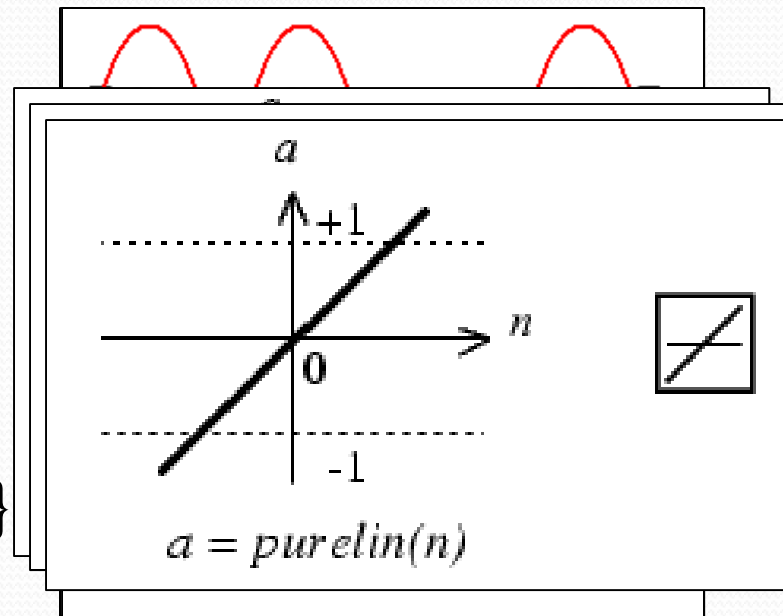 a
+1
n
0
-1
}
a = purelin(n)